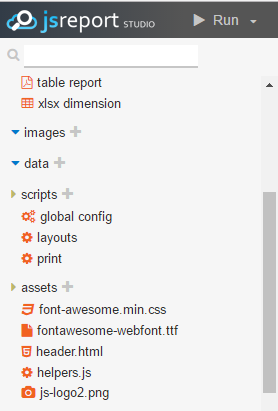 jsreport STUDIO Run
table report
xlsx dimension
images
data
scripts
global config
layouts
print
assets
font-awesome.min.css
fontawesome-webfont.ttf
header.html
helpers.js
js-logo2.png